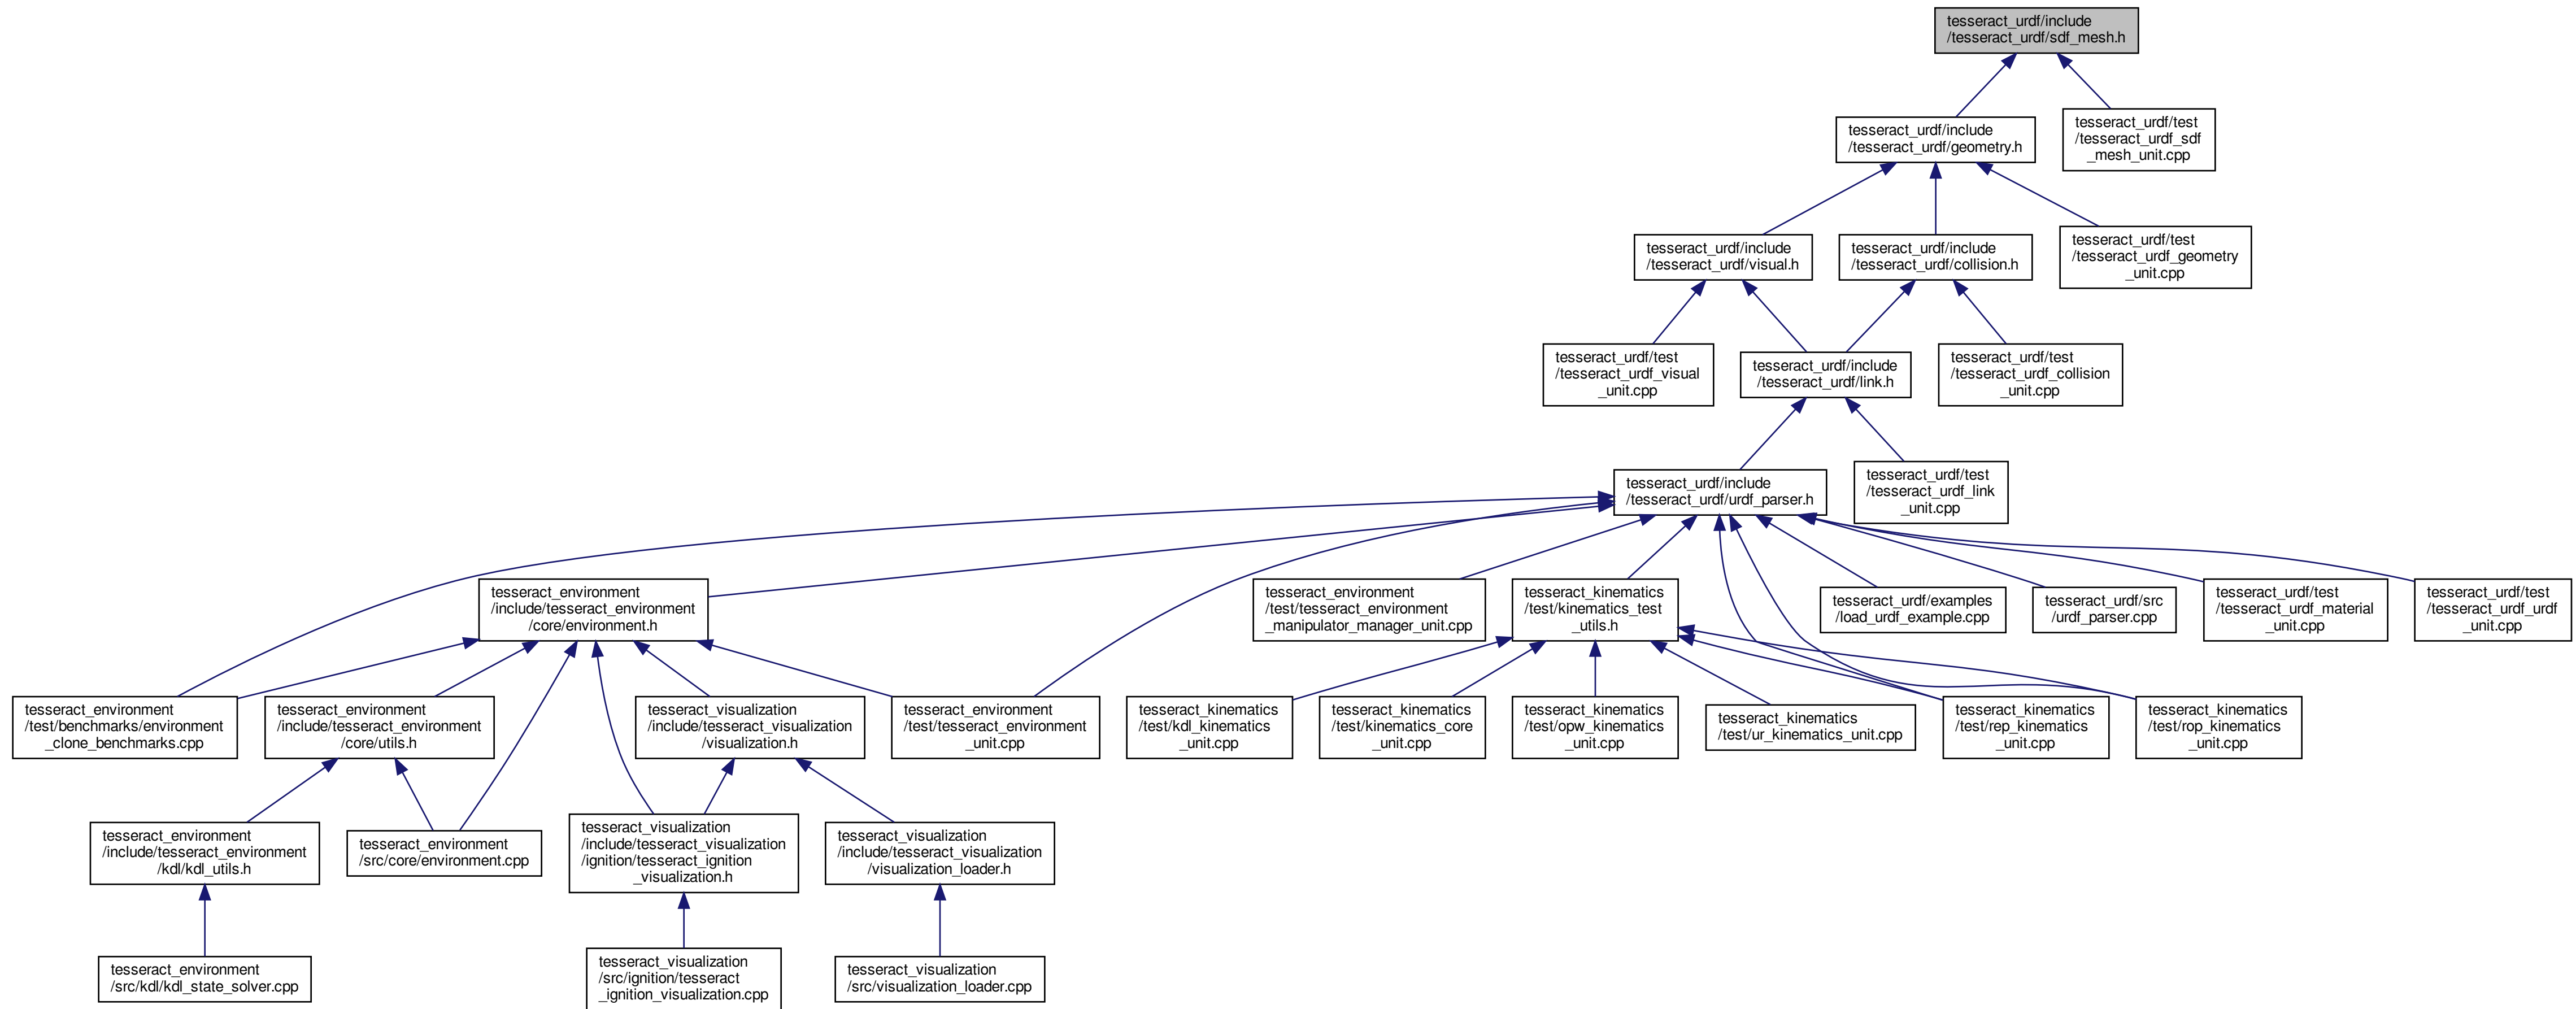 tesseract_urdf/include
/tesseract_urdf/sdf_mesh.h
tesseract_urdf/include
/tesseract_urdf/geometry.h
tesseract_urdf/test
/tesseract_urdf_sdf
_mesh_unit.cpp
tesseract_urdf/include
/tesseract_urdf/visual.h
tesseract_urdf/include
/tesseract_urdf/collision.h
tesseract_urdf/test
/tesseract_urdf_geometry
_unit.cpp
tesseract_urdf/test
/tesseract_urdf_visual
_unit.cpp
tesseract_urdf/include
/tesseract_urdf/link.h
tesseract_urdf/test
/tesseract_urdf_collision
_unit.cpp
tesseract_urdf/include
/tesseract_urdf/urdf_parser.h
tesseract_urdf/test
/tesseract_urdf_link
_unit.cpp
tesseract_environment
/include/tesseract_environment
/core/environment.h
tesseract_environment
/test/tesseract_environment
_manipulator_manager_unit.cpp
tesseract_kinematics
/test/kinematics_test
_utils.h
tesseract_urdf/examples
/load_urdf_example.cpp
tesseract_urdf/src
/urdf_parser.cpp
tesseract_urdf/test
/tesseract_urdf_material
_unit.cpp
tesseract_urdf/test
/tesseract_urdf_urdf
_unit.cpp
tesseract_environment
/test/benchmarks/environment
_clone_benchmarks.cpp
tesseract_environment
/include/tesseract_environment
/core/utils.h
tesseract_visualization
/include/tesseract_visualization
/visualization.h
tesseract_environment
/test/tesseract_environment
_unit.cpp
tesseract_kinematics
/test/kdl_kinematics
_unit.cpp
tesseract_kinematics
/test/kinematics_core
_unit.cpp
tesseract_kinematics
/test/opw_kinematics
_unit.cpp
tesseract_kinematics
/test/ur_kinematics_unit.cpp
tesseract_kinematics
/test/rep_kinematics
_unit.cpp
tesseract_kinematics
/test/rop_kinematics
_unit.cpp
tesseract_environment
/include/tesseract_environment
/kdl/kdl_utils.h
tesseract_environment
/src/core/environment.cpp
tesseract_visualization
/include/tesseract_visualization
/ignition/tesseract_ignition
_visualization.h
tesseract_visualization
/include/tesseract_visualization
/visualization_loader.h
tesseract_environment
/src/kdl/kdl_state_solver.cpp
tesseract_visualization
/src/ignition/tesseract
_ignition_visualization.cpp
tesseract_visualization
/src/visualization_loader.cpp